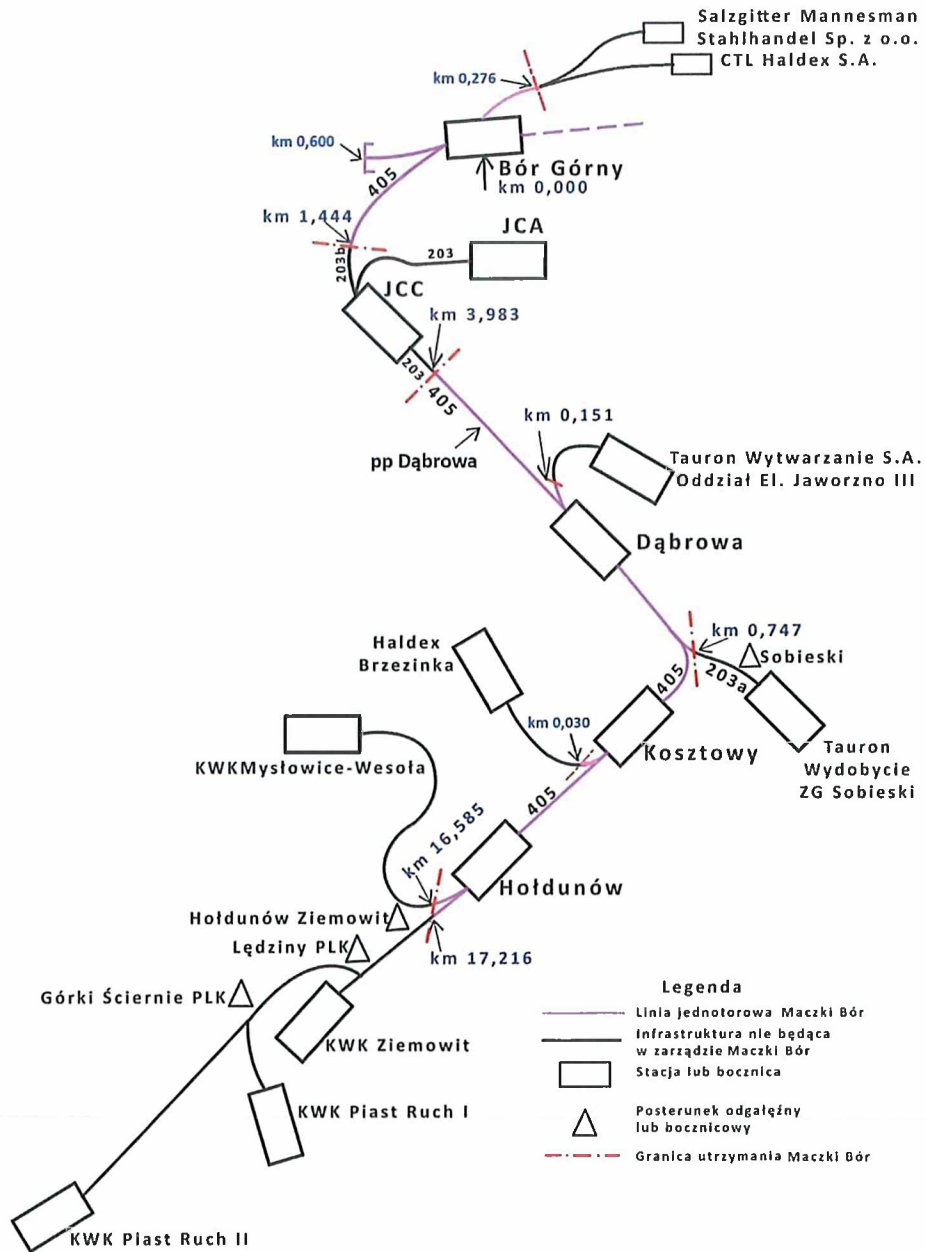 Salzgitter Mannesman
Stahlhandel Sp. z o.o.
CTL Haldex S.A.
km 0,276
km 0,600
Bór Górny
km 0,000
405
km 1,444
JCA
203
203b
JCC
km 3,983
203
405
km 0,151
pp Dąbrowa
Tauron Wytwarzanie S.A.
Oddział El. Jaworzno III
Dąbrowa
km 0,747
Sobieski
203a
Haldex
Brzezinka
405
km 0,030
Kosztowy
Tauron
Wydobycie
ZG Sobieski
KWKMysłowice-Wesoła
405
km 16,585
Hołdunów
Hołdunów Ziemowit
Lędziny PLK
km 17,216
Górki Ściernie PLK
KWK Ziemowit
KWK Piast Ruch I
KWK Piast Ruch II
Legenda
Linia jednotorowa Maczki Bór
Infrastruktura nie będąca
w zarządzie Maczki Bór
Stacja lub bocznica
Posterunek odgałęźny
lub bocznicowy
Granica utrzymania Maczki Bór